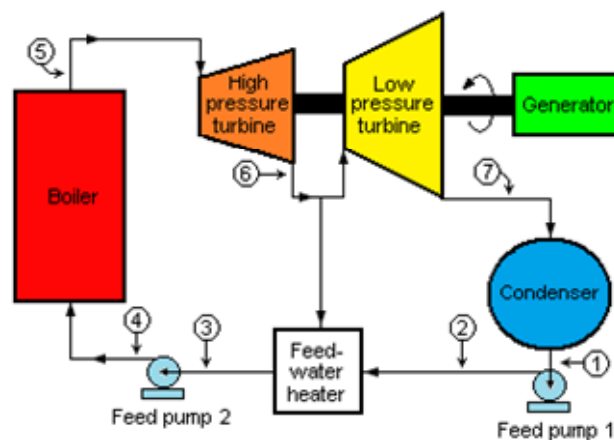 5
High
pressure
turbine
Low
pressure
turbine
Generator
6
7
Boiler
Condenser
4
3
2
1
Feed-
water
heater
Feed pump 2
Feed pump 1